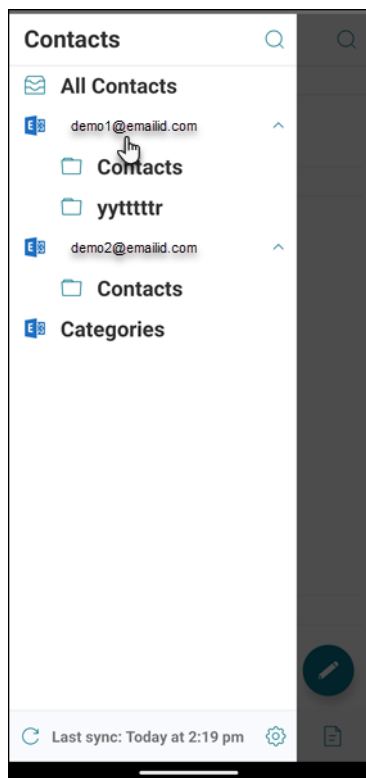 Contacts
All Contacts
demo1@emailid.com
Contacts
yytttttr
demo2@emailid.com
Contacts
Categories
Last sync: Today at 2:19 pm